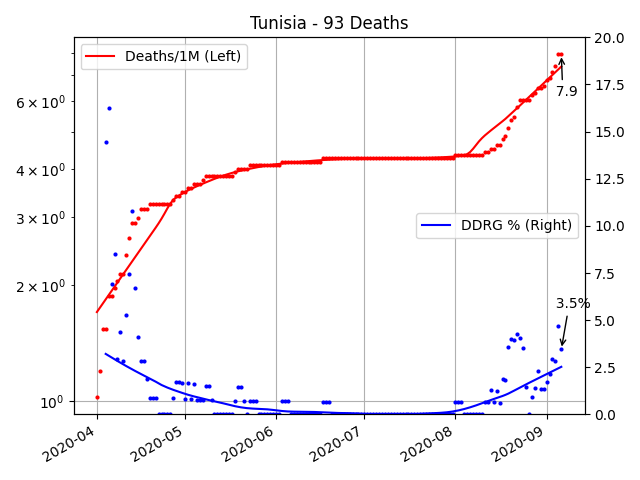 Tunisia - 93 Deaths
Deaths/1M (Left)
DDRG % (Right)
7.9
3.5%
6 × 10⁰
4 × 10⁰
3 × 10⁰
2 × 10⁰
10⁰
20.0
17.5
15.0
12.5
10.0
7.5
5.0
2.5
0.0
2020-04
2020-05
2020-06
2020-07
2020-08
2020-09